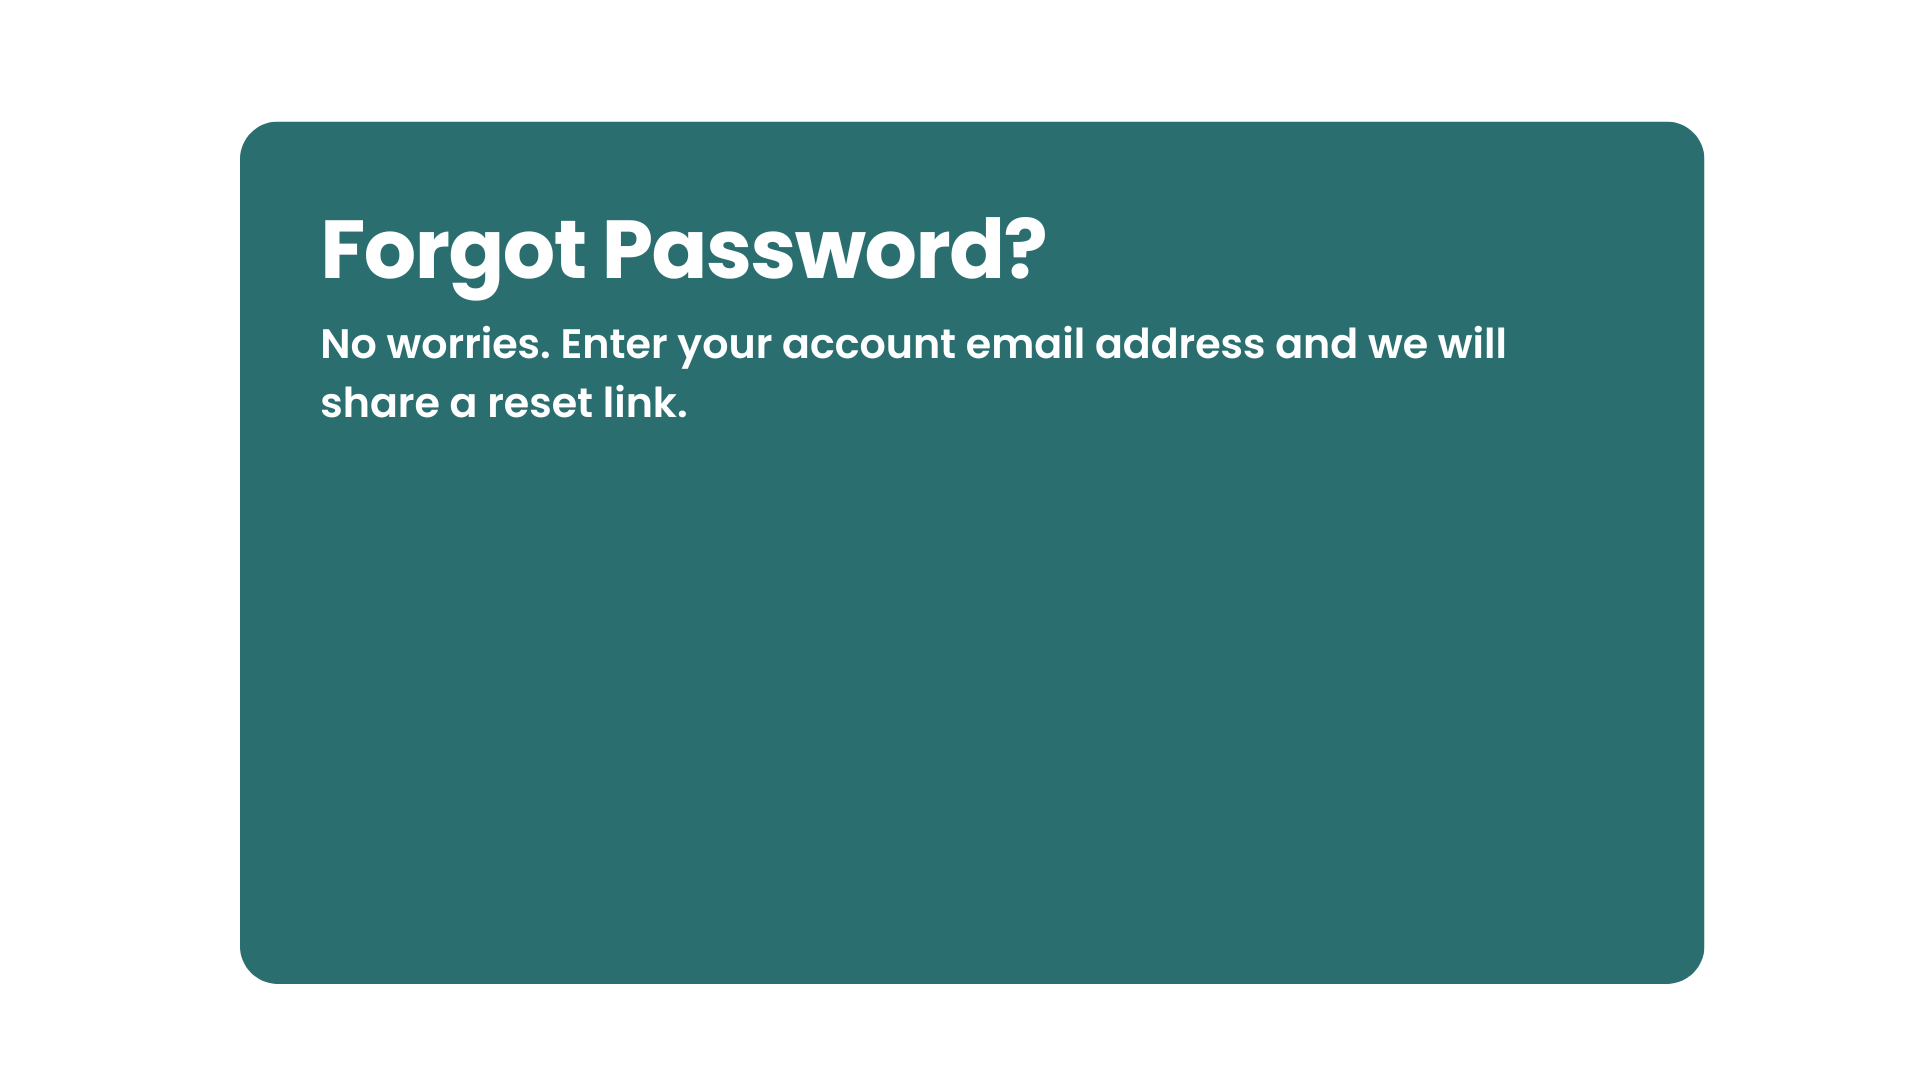 Forgot Password?
No worries. Enter your account email address and we will
share a reset link.